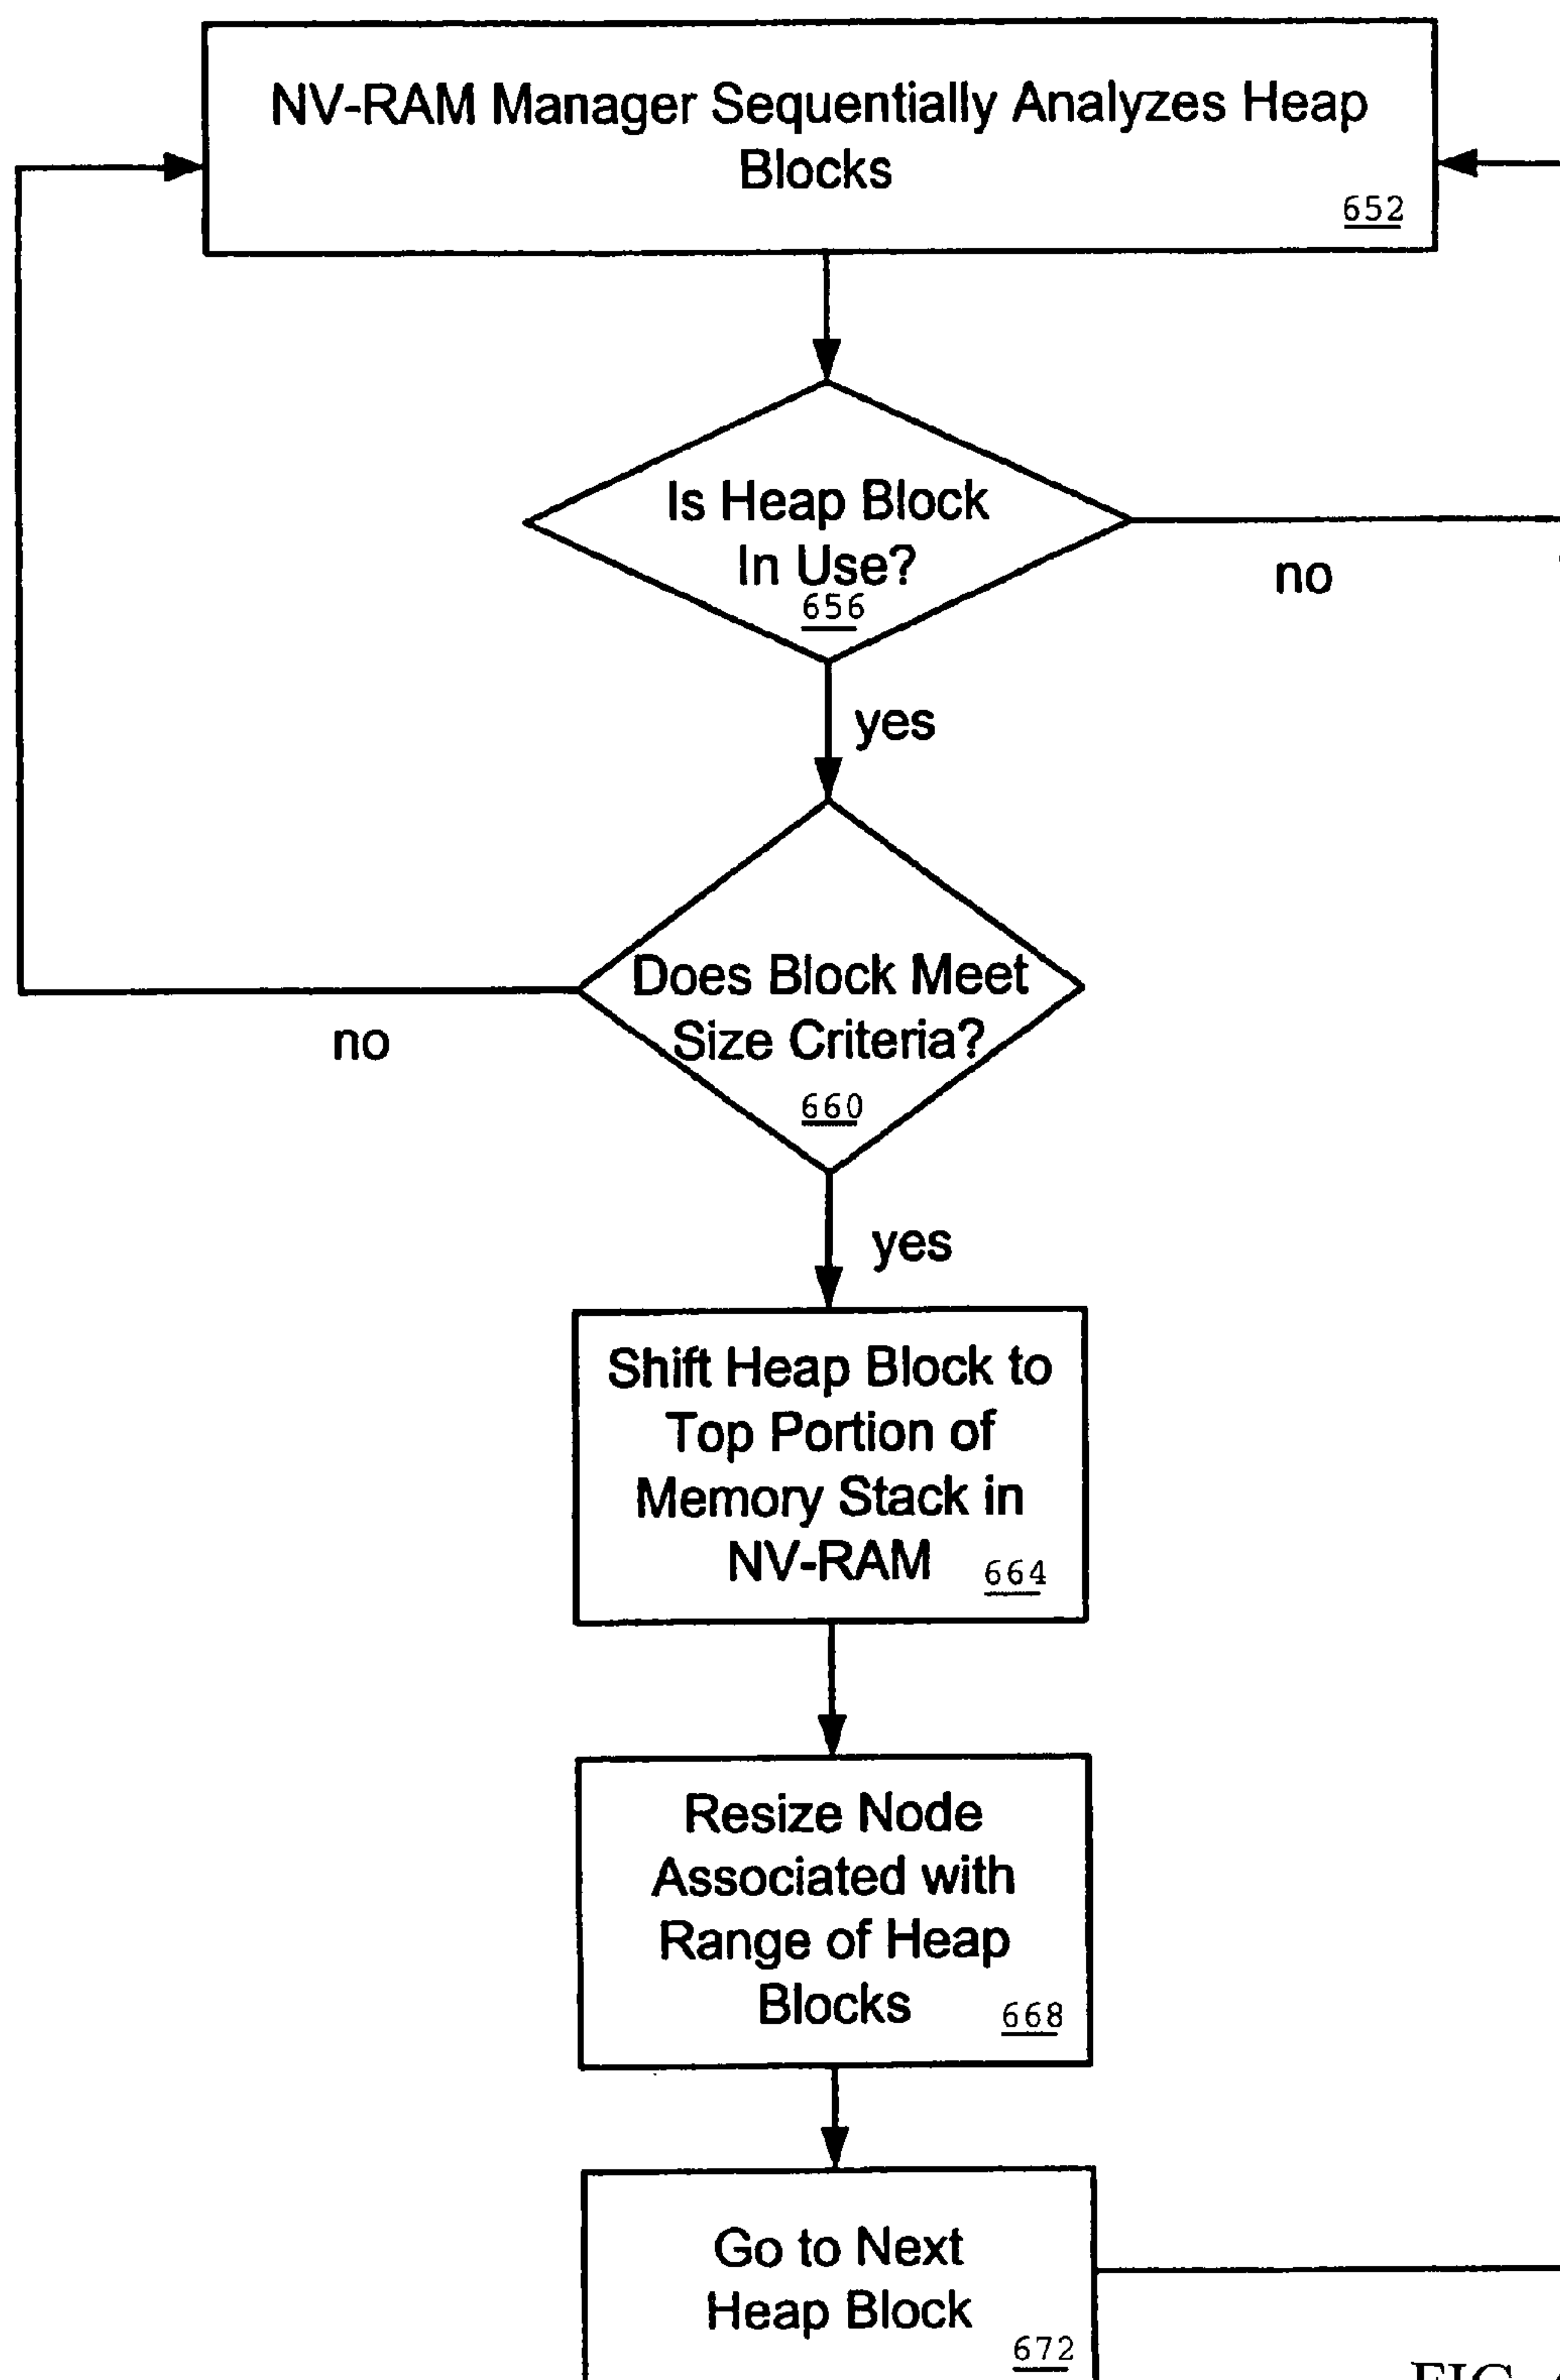 NV-RAM Manager Sequentially Analyzes Heap
Blocks
652
Is Heap Block
In Use?
656
no
yes
Does Block Meet
Size Criteria?
660
no
yes
Shift Heap Block to
Top Portion of
Memory Stack in
NV-RAM
664
Resize Node
Associated with
Range of Heap
Blocks
668
Go to Next
Heap Block
672